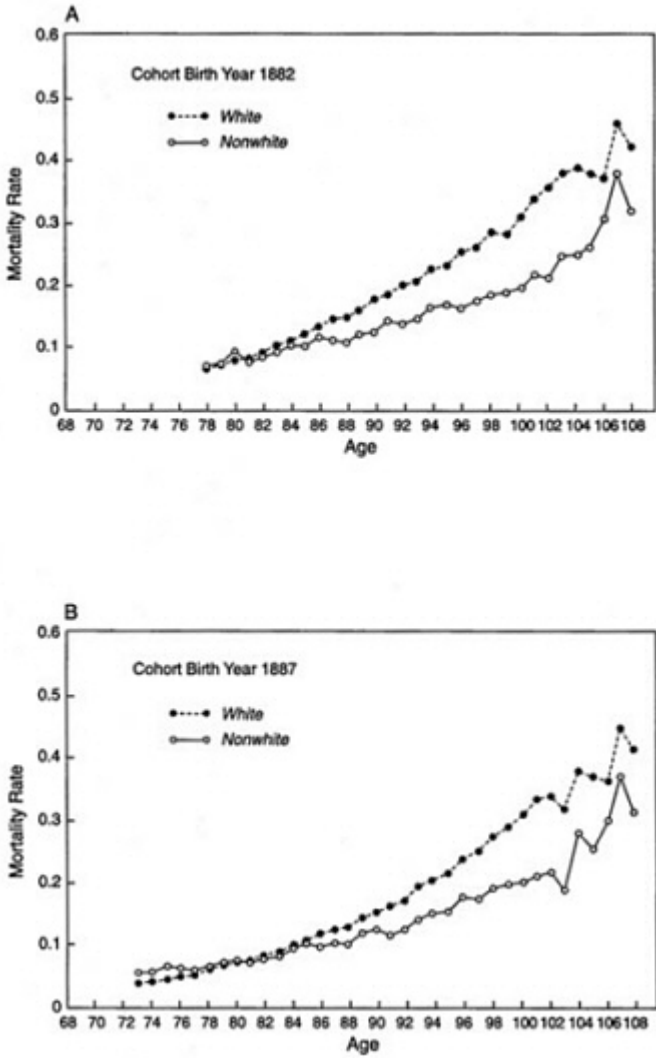 A
0.6
Cohort Birth Year 1882
0.5
White
Nonwhite
0.4
Mortality Rate
0.3
0.2
0.1
0
68 70 72 74 76 78 80 82 84 86 88 90 92 94 96 98 100 102 104 106 108
Age
B
0.6
Cohort Birth Year 1887
0.5
White
Nonwhite
0.4
Mortality Rate
0.3
0.2
0.1
0
68 70 72 74 76 78 80 82 84 86 88 90 92 94 96 98 100 102 104 106 108
Age